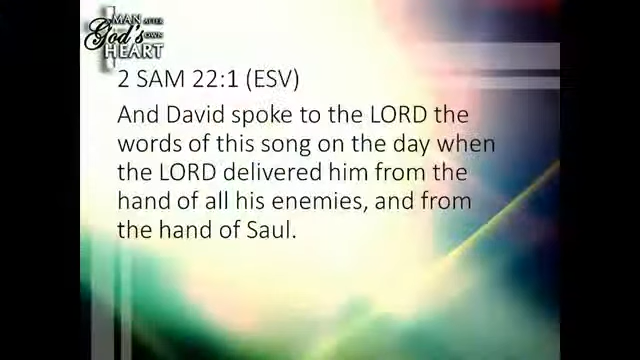 MAN AFTER
God's OWN
HEART
2 SAM 22:1 (ESV)
And David spoke to the LORD the
words of this song on the day when
the LORD delivered him from the
hand of all his enemies, and from
the hand of Saul.